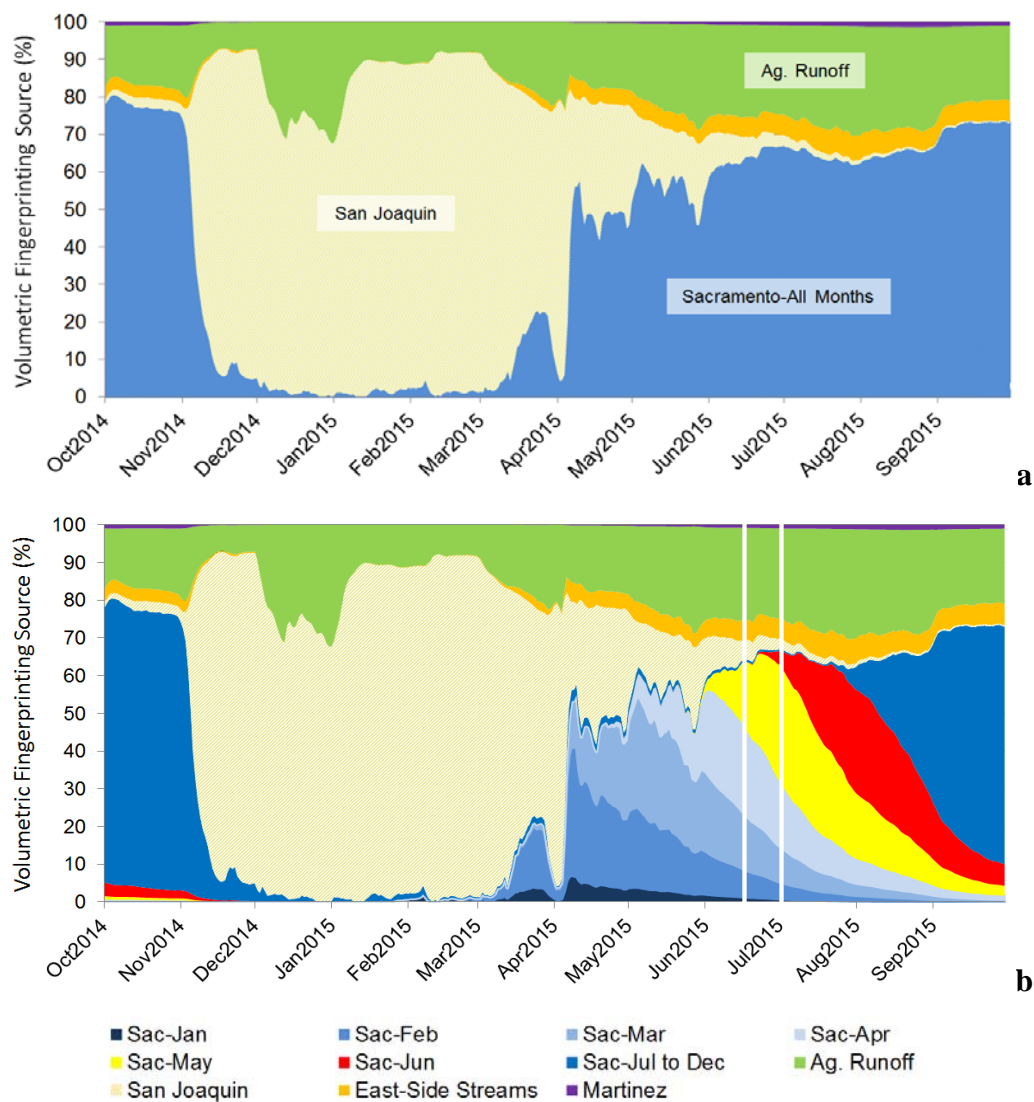 Volumetric Fingerprinting Source (%)
100
90
80
70
60
50
40
30
20
10
0
Ag. Runoff
San Joaquin
Sacramento-All Months
Oct2014 Nov2014 Dec2014 Jan2015 Feb2015 Mar2015 Apr2015 May2015 Jun2015 Jul2015 Aug2015 Sep2015
a
Volumetric Fingerprinting Source (%)
100
90
80
70
60
50
40
30
20
10
0
Oct2014 Nov2014 Dec2014 Jan2015 Feb2015 Mar2015 Apr2015 May2015 Jun2015 Jul2015 Aug2015 Sep2015
b
Sac-Jan Sac-Feb Sac-Mar Sac-Apr
Sac-May Sac-Jun Sac-Jul to Dec Ag. Runoff
San Joaquin East-Side Streams Martinez